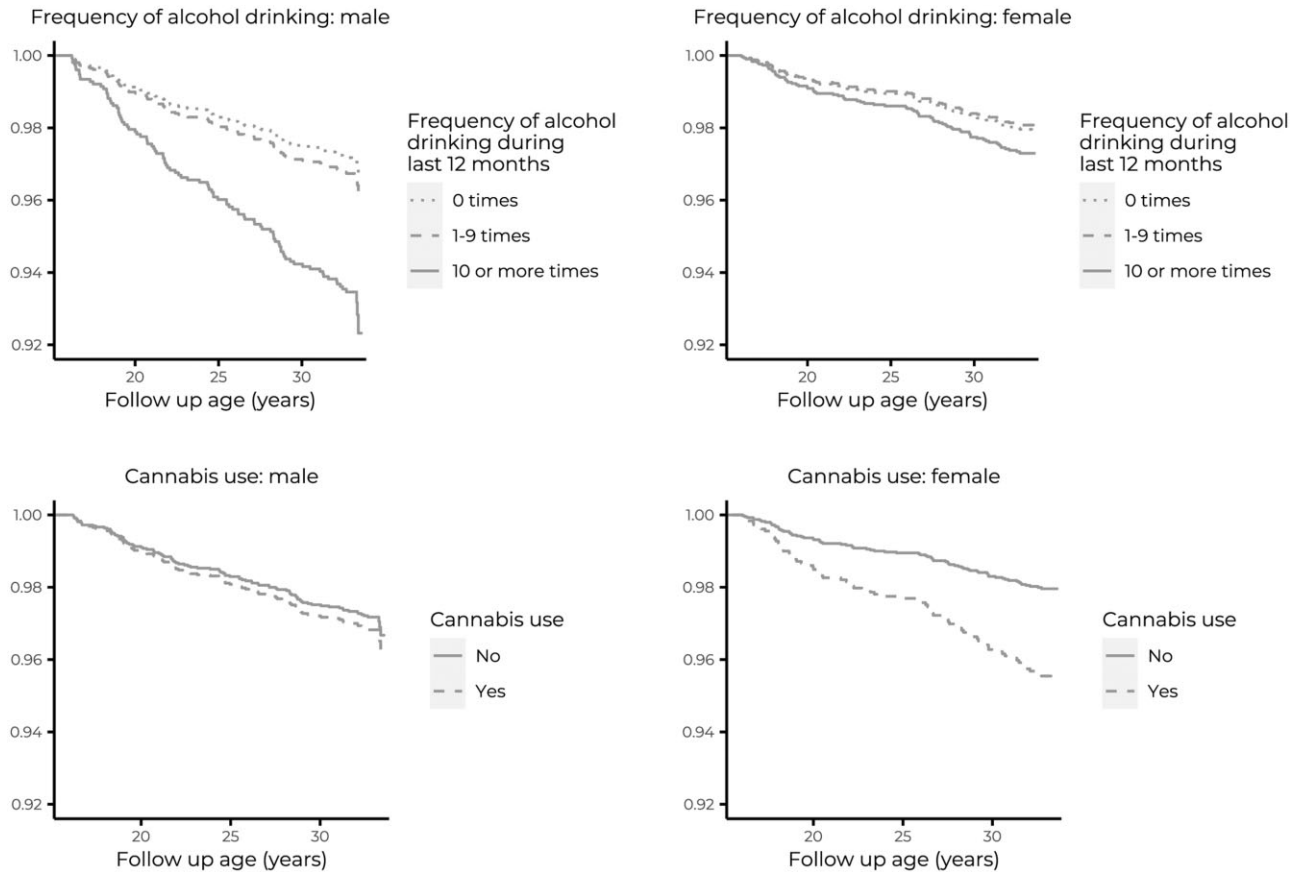 Frequency of alcohol drinking: male
1.00
0.98
0.96
0.94
0.92
20 25 30
Follow up age (years)
Frequency of alcohol
drinking during
last 12 months
0 times
1-9 times
10 or more times
Frequency of alcohol drinking: female
1.00
0.98
0.96
0.94
0.92
20 25 30
Follow up age (years)
Frequency of alcohol
drinking during
last 12 months
0 times
1-9 times
10 or more times
Cannabis use: male
1.00
0.98
0.96
0.94
0.92
20 25 30
Follow up age (years)
Cannabis use
No
Yes
Cannabis use: female
1.00
0.98
0.96
0.94
0.92
20 25 30
Follow up age (years)
Cannabis use
No
Yes